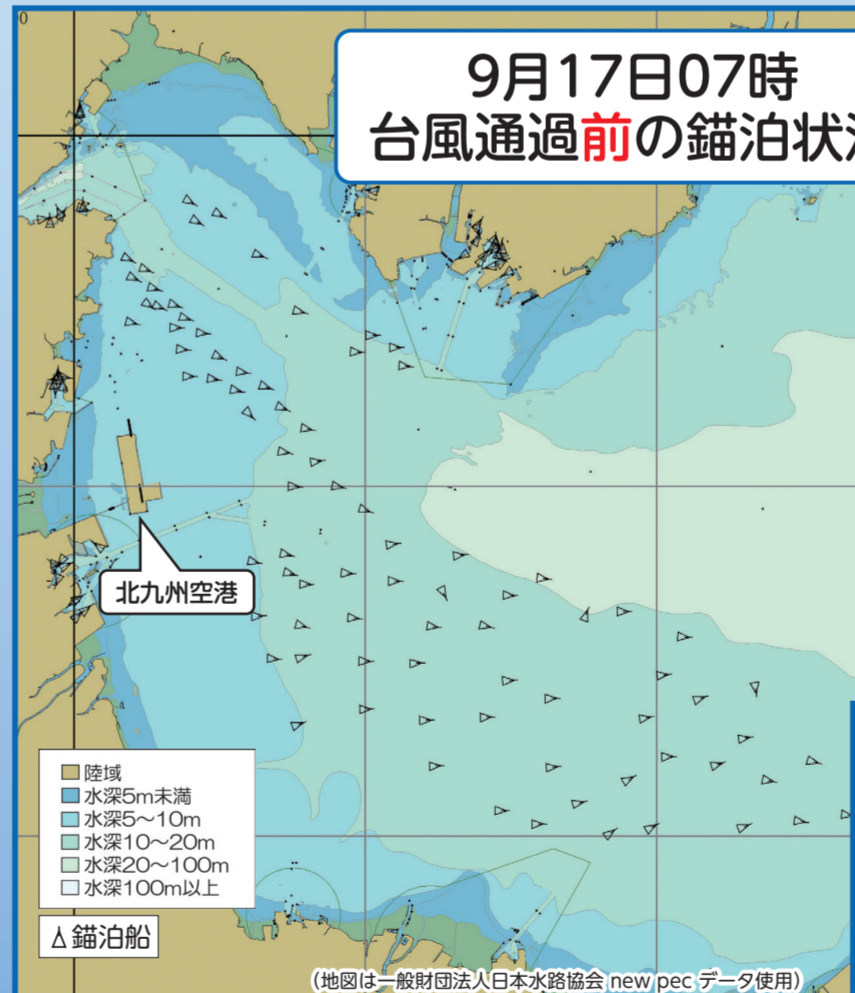 0
9月17日07時
台風通過前の錨泊状
北九州空港
陸域
水深5m未満
水深5~10m
水深10~20m
水深20~100m
水深100m以上
錨泊船
(地図は一般財団法人日本水路協会 new pec データ使用)